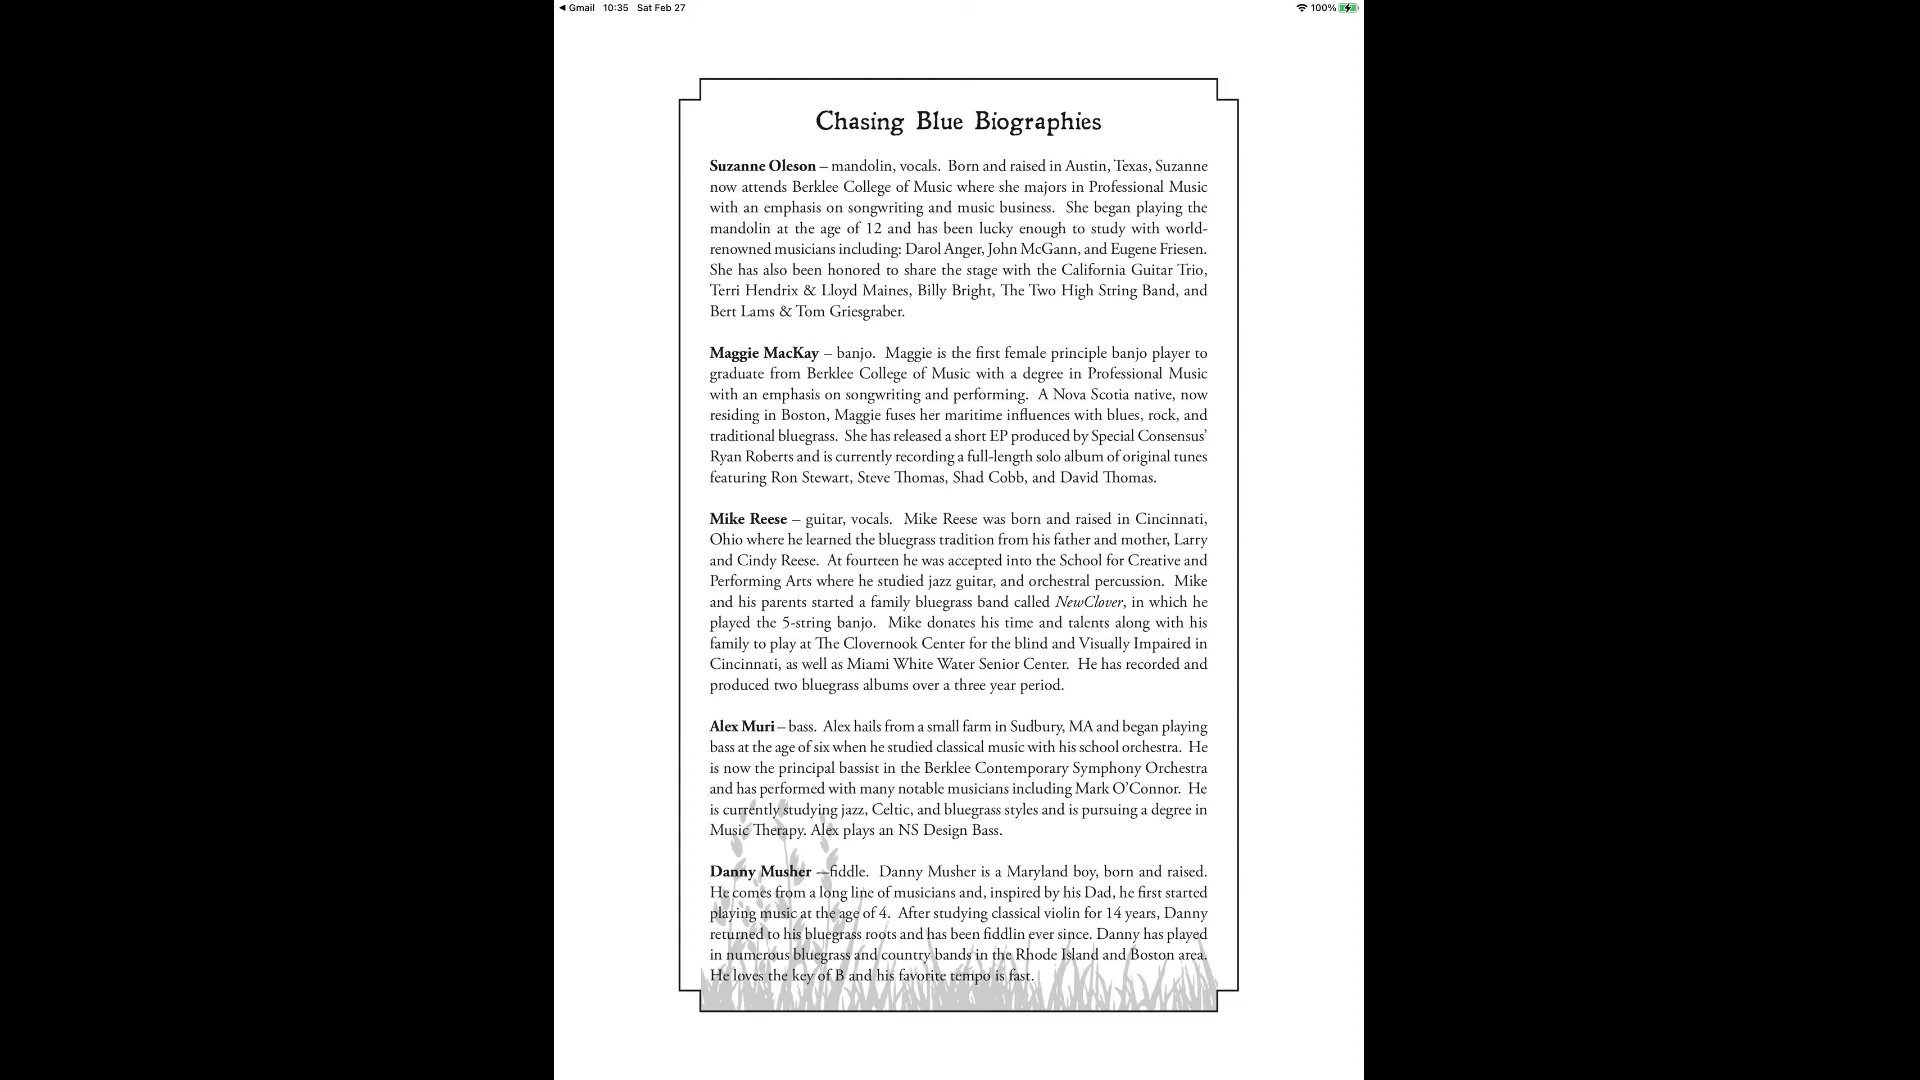 ◀ Gmail 10:35 Sat Feb 27 100%
Chasing Blue Biographies
Suzanne Oleson – mandolin, vocals. Born and raised in Austin, Texas, Suzanne
now attends Berklee College of Music where she majors in Professional Music
with an emphasis on songwriting and music business. She began playing the
mandolin at the age of 12 and has been lucky enough to study with world-
renowned musicians including: Darol Anger, John McGann, and Eugene Friesen.
She has also been honored to share the stage with the California Guitar Trio,
Terri Hendrix & Lloyd Maines, Billy Bright, The Two High String Band, and
Bert Lams & Tom Griesgraber.
Maggie MacKay – banjo. Maggie is the first female principle banjo player to
graduate from Berklee College of Music with a degree in Professional Music
with an emphasis on songwriting and performing. A Nova Scotia native, now
residing in Boston, Maggie fuses her maritime influences with blues, rock, and
traditional bluegrass. She has released a short EP produced by Special Consensus’
Ryan Roberts and is currently recording a full-length solo album of original tunes
featuring Ron Stewart, Steve Thomas, Shad Cobb, and David Thomas.
Mike Reese – guitar, vocals. Mike Reese was born and raised in Cincinnati,
Ohio where he learned the bluegrass tradition from his father and mother, Larry
and Cindy Reese. At fourteen he was accepted into the School for Creative and
Performing Arts where he studied jazz guitar, and orchestral percussion. Mike
and his parents started a family bluegrass band called NewClover, in which he
played the 5-string banjo. Mike donates his time and talents along with his
family to play at The Clovernook Center for the blind and Visually Impaired in
Cincinnati, as well as Miami White Water Senior Center. He has recorded and
produced two bluegrass albums over a three year period.
Alex Muri – bass. Alex hails from a small farm in Sudbury, MA and began playing
bass at the age of six when he studied classical music with his school orchestra. He
is now the principal bassist in the Berklee Contemporary Symphony Orchestra
and has performed with many notable musicians including Mark O’Connor. He
is currently studying jazz, Celtic, and bluegrass styles and is pursuing a degree in
Music Therapy. Alex plays an NS Design Bass.
Danny Musher —fiddle. Danny Musher is a Maryland boy, born and raised.
He comes from a long line of musicians and, inspired by his Dad, he first started
playing music at the age of 4. After studying classical violin for 14 years, Danny
returned to his bluegrass roots and has been fiddlin ever since. Danny has played
in numerous bluegrass and country bands in the Rhode Island and Boston area.
He loves the key of B and his favorite tempo is fast.